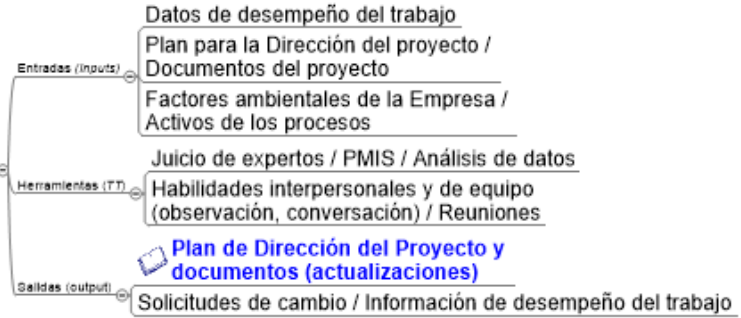 Entradas (Inputs)
Datos de desempeño del trabajo
Plan para la Dirección del proyecto /
Documentos del proyecto
Factores ambientales de la Empresa /
Activos de los procesos
Herramientas (TT)
Juicio de expertos / PMIS / Análisis de datos
Habilidades interpersonales y de equipo
(observación, conversación) / Reuniones
Salidas (output)
Plan de Dirección del Proyecto y
documentos (actualizaciones)
Solicitudes de cambio / Información de desempeño del trabajo